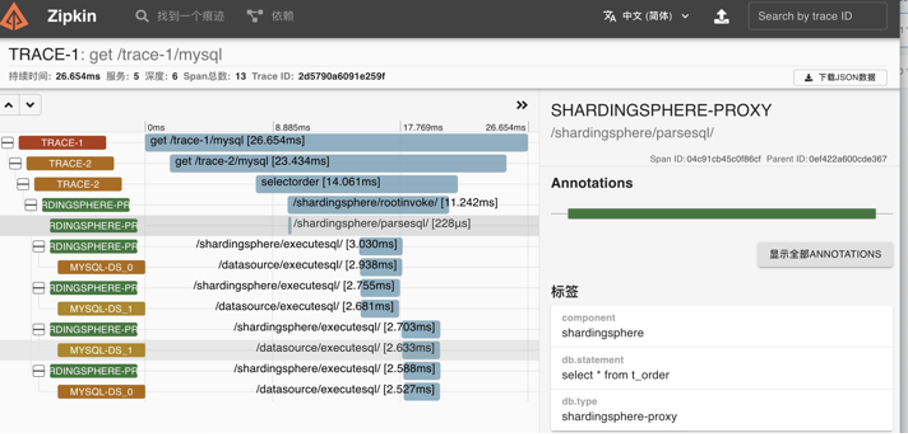 Zipkin
找到一个痕迹
依赖
中文 (简体)
Search by trace ID
TRACE-1: get /trace-1/mysql
持续时间: 26.654ms 服务: 5 深度: 6 Span总数: 13 Trace ID: 2d5790a6091e259f
下载JSON数据
0ms 8.885ms 17.769ms 26.654ms
TRACE-1 get /trace-1/mysql [26.654ms]
TRACE-2 get /trace-2/mysql [23.434ms]
TRACE-2 selectorder [14.061ms]
RDINGSPHERE-PR /shardingsphere/rootinvoke/ [11.242ms]
RDINGSPHERE-PR /shardingsphere/parsesql/ [228μs]
RDINGSPHERE-PR /shardingsphere/executesql/ [3.030ms]
MYSQL-DS_0 /datasource/executesql/ [2.938ms]
RDINGSPHERE-PR /shardingsphere/executesql/ [2.755ms]
MYSQL-DS_1 /datasource/executesql/ [2.681ms]
RDINGSPHERE-PR /shardingsphere/executesql/ [2.703ms]
MYSQL-DS_1 /datasource/executesql/ [2.633ms]
RDINGSPHERE-PR /shardingsphere/executesql/ [2.588ms]
MYSQL-DS_0 /datasource/executesql/ [2.527ms]
SHARDINGSPHERE-PROXY
/shardingsphere/parsesql/
Span ID: 04c91cb45c0f86cf Parent ID: 0ef422a600cde367
Annotations
显示全部ANNOTATIONS
标签
component
shardingsphere
db.statement
select * from t_order
db.type
shardingsphere-proxy